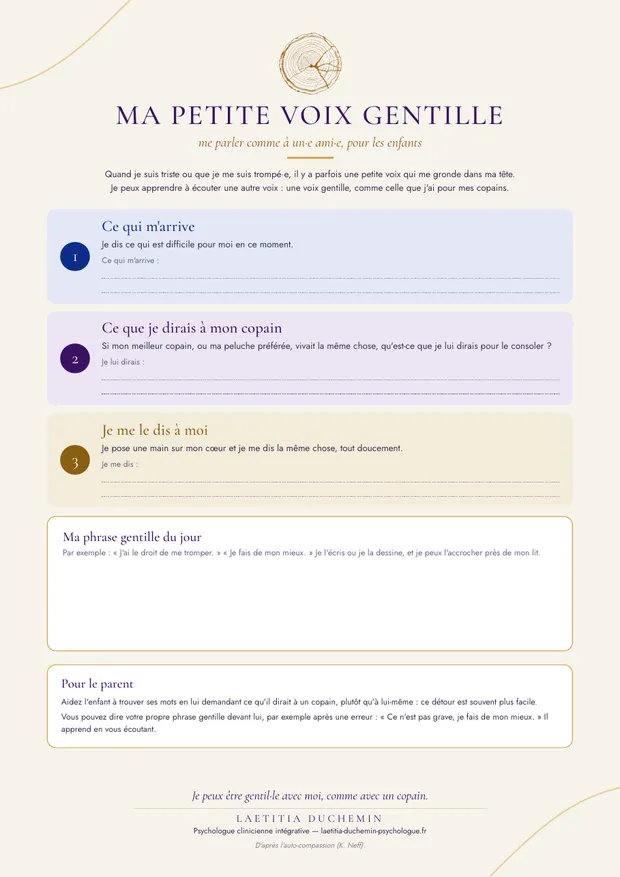 MA PETITE VOIX GENTILLE
me parler comme à un·e ami·e, pour les enfants
Quand je suis triste ou que je me suis trompé·e, il y a parfois une petite voix qui me gronde dans ma tête.
Je peux apprendre à écouter une autre voix : une voix gentille, comme celle que j'ai pour mes copains.
1
Ce qui m'arrive
Je dis ce qui est difficile pour moi en ce moment.
Ce qui m'arrive :
2
Ce que je dirais à mon copain
Si mon meilleur copain, ou ma peluche préférée, vivait la même chose, qu'est-ce que je lui dirais pour le consoler ?
Je lui dirais :
3
Je me le dis à moi
Je pose une main sur mon cœur et je me dis la même chose, tout doucement.
Je me dis :
Ma phrase gentille du jour
Par exemple : « J'ai le droit de me tromper. » « Je fais de mon mieux. » Je l'écris ou je la dessine, et je peux l'accrocher près de mon lit.
Pour le parent
Aidez l'enfant à trouver ses mots en lui demandant ce qu'il dirait à un copain, plutôt qu'à lui-même : ce détour est souvent plus facile.
Vous pouvez dire votre propre phrase gentille devant lui, par exemple après une erreur : « Ce n'est pas grave, je fais de mon mieux. » Il
apprend en vous écoutant.
Je peux être gentil·le avec moi, comme avec un copain.
LAETITIA DUCHEMIN
Psychologue clinicienne intégrative — laetitia-duchemin-psychologue.fr
D'après l'auto-compassion (K. Neff).